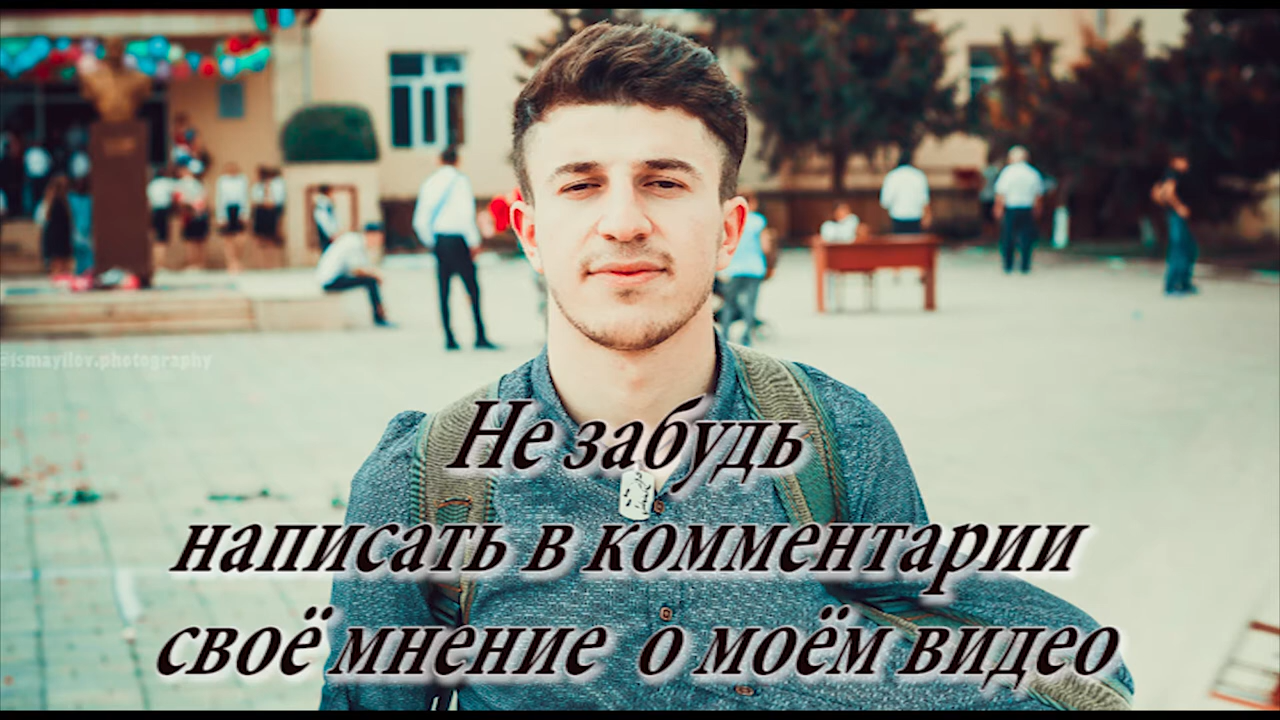 @ismayilov.photography
Не забудь
написать в комментарии
своё мнение о моём видео